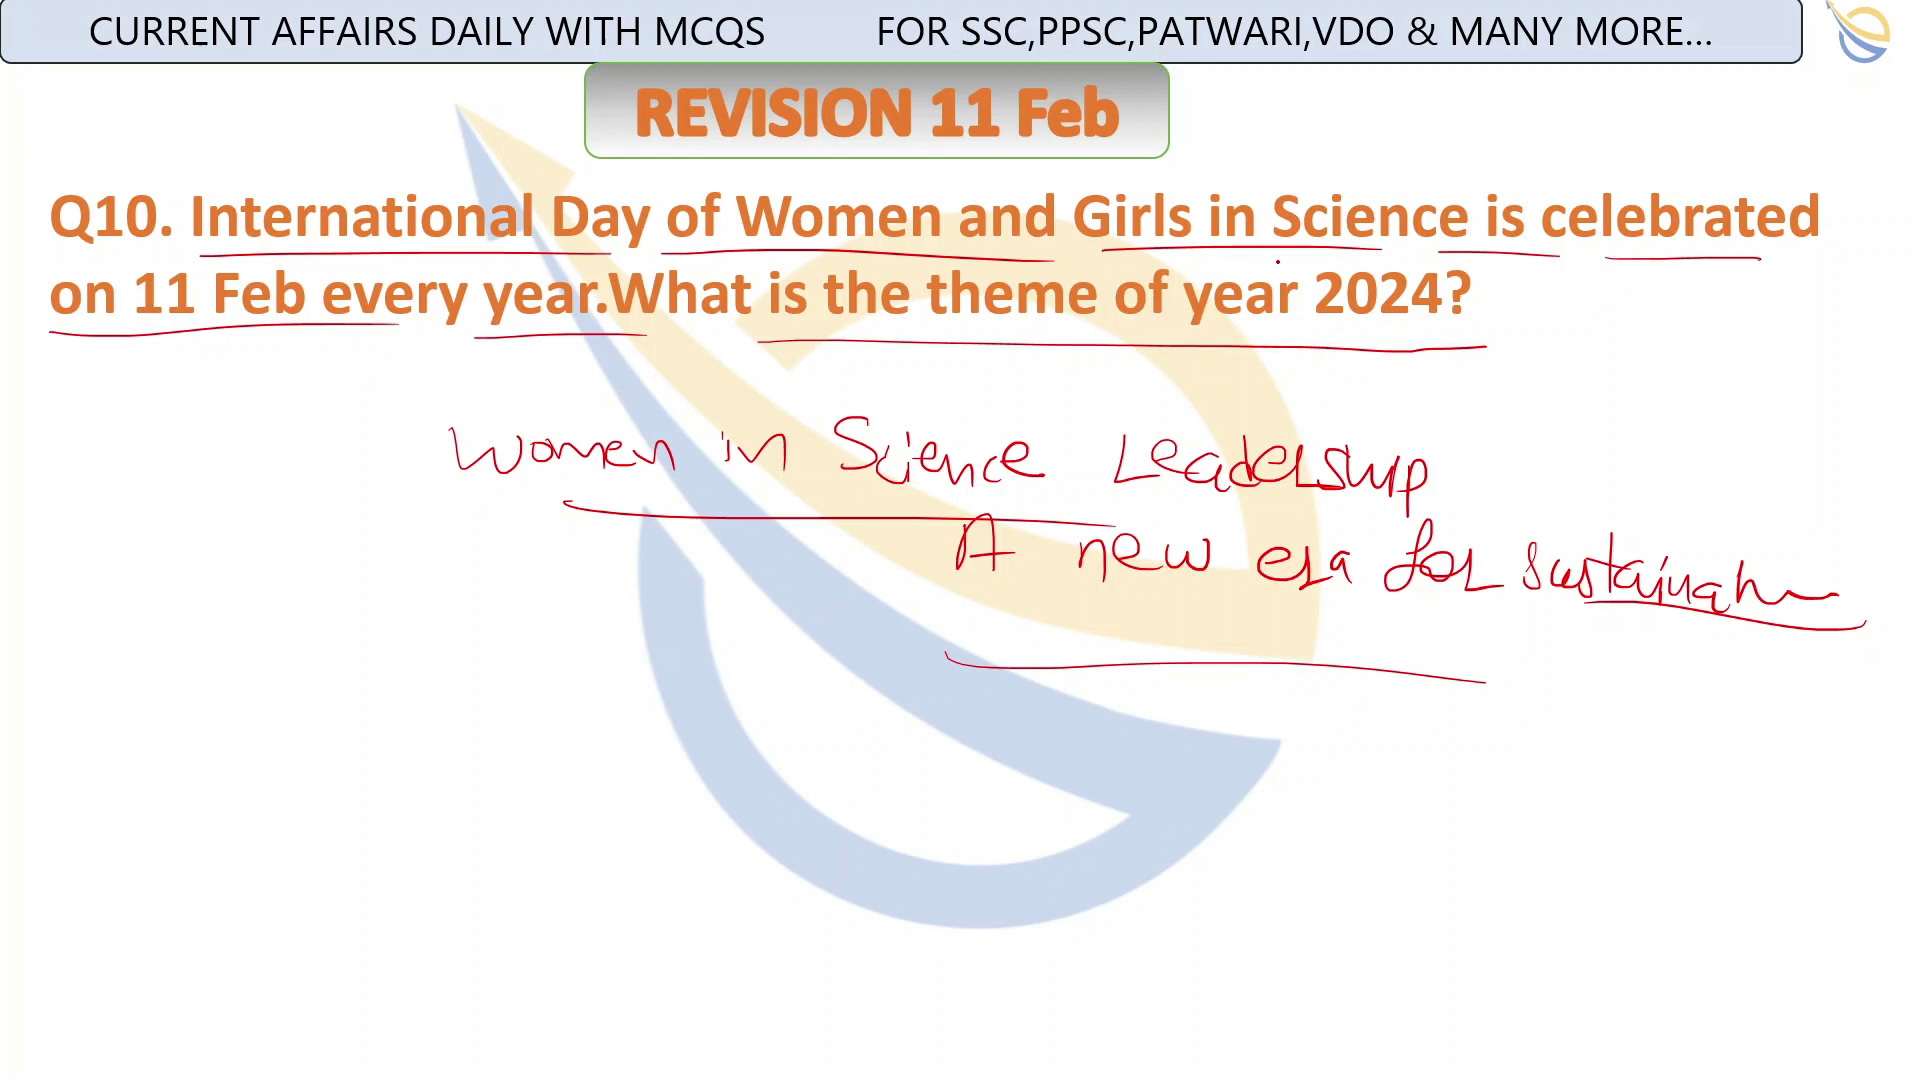 CURRENT AFFAIRS DAILY WITH MCQS FOR SSC,PPSC,PATWARI,VDO & MANY MORE...
REVISION 11 Feb
Q10. International Day of Women and Girls in Science is celebrated
on 11 Feb every year.What is the theme of year 2024?
Women in Science Leadership
A new era for